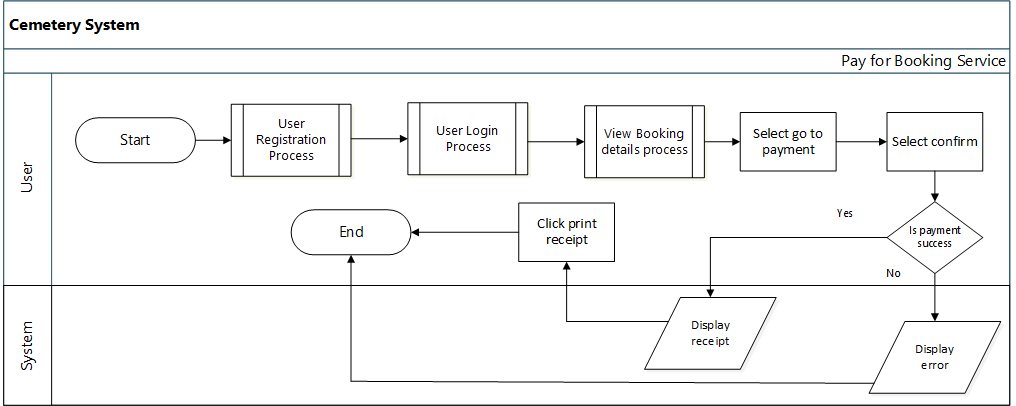 Cemetery System
Pay for Booking Service
User
Start
User
Registration
Process
User Login
Process
View Booking
details process
Select go to
payment
Select confirm
End
Click print
receipt
Yes
Is payment
success
No
System
Display
receipt
Display
error